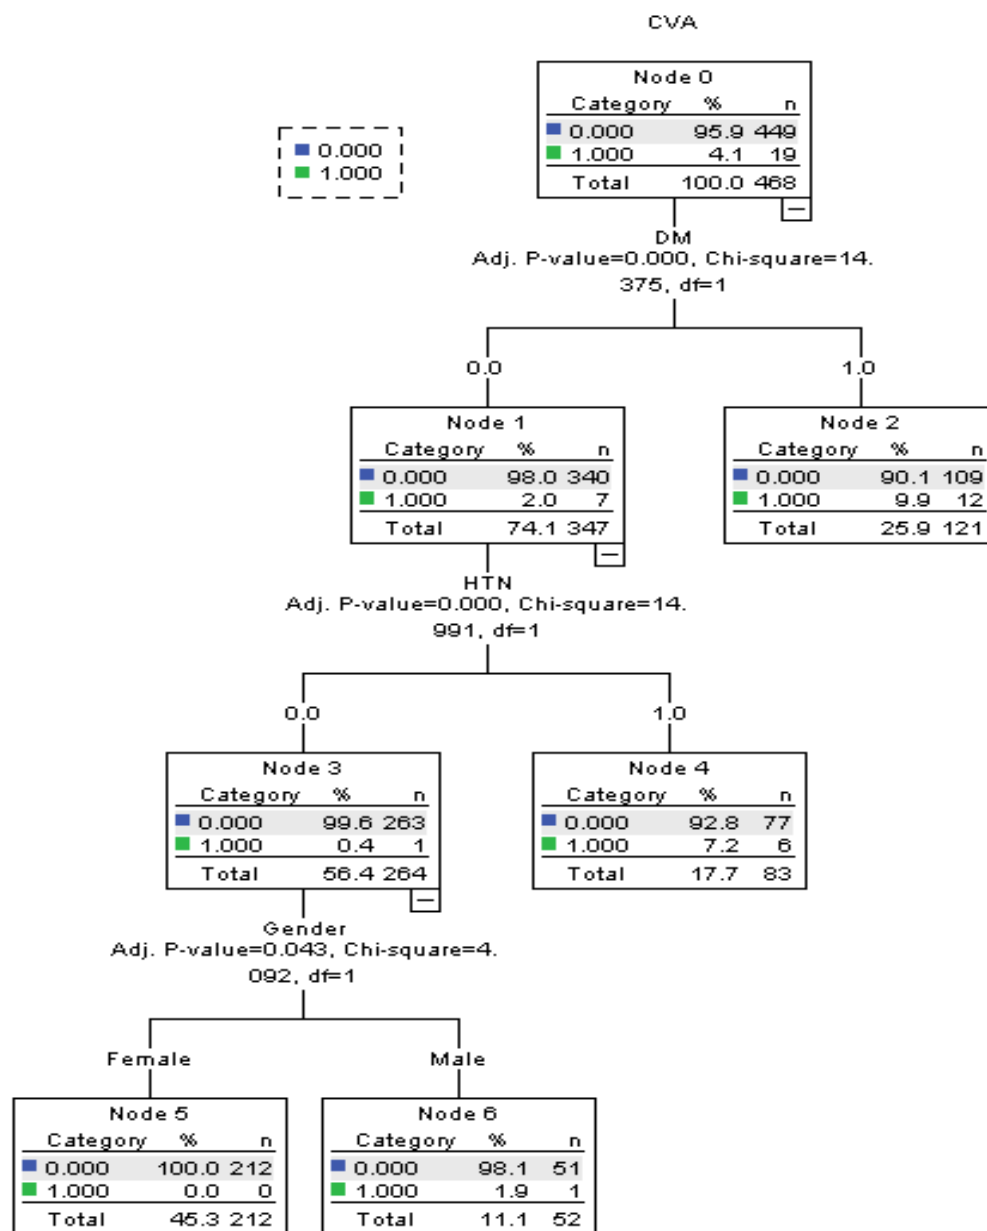 CVA
0.000
1.000
Node 0
Category % n
0.000 95.9 449
1.000 4.1 19
Total 100.0 468
DM
Adj. P-value=0.000, Chi-square=14.
375, df=1
0.0
1.0
Node 1
Category % n
0.000 98.0 340
1.000 2.0 7
Total 74.1 347
Node 2
Category % n
0.000 90.1 109
1.000 9.9 12
Total 25.9 121
HTN
Adj. P-value=0.000, Chi-square=14.
991, df=1
0.0
1.0
Node 3
Category % n
0.000 99.6 263
1.000 0.4 1
Total 56.4 264
Node 4
Category % n
0.000 92.8 77
1.000 7.2 6
Total 17.7 83
Gender
Adj. P-value=0.043, Chi-square=4.
092, df=1
Female
Male
Node 5
Category % n
0.000 100.0 212
1.000 0.0 0
Total 45.3 212
Node 6
Category % n
0.000 98.1 51
1.000 1.9 1
Total 11.1 52